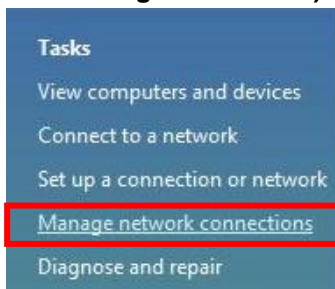 Tasks
View computers and devices
Connect to a network
Set up a connection or network
Manage network connections
Diagnose and repair